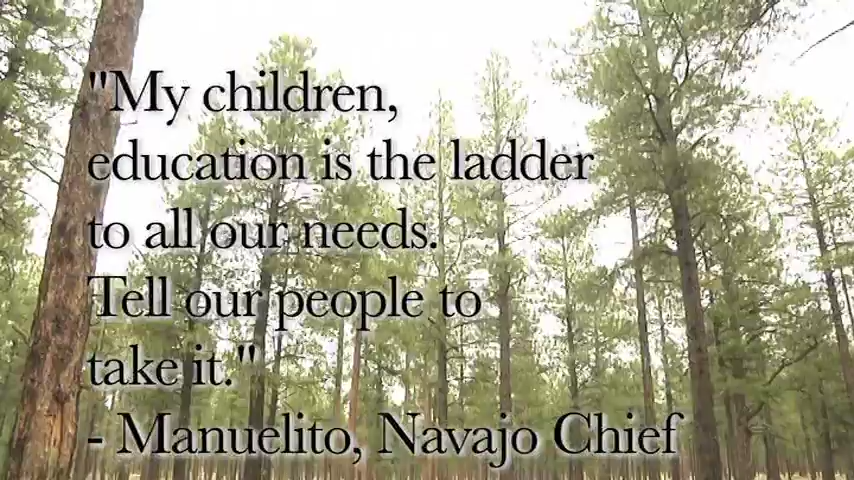 "My children,
education is the ladder
to all our needs.
Tell our people to
take it."
- Manuelito, Navajo Chief